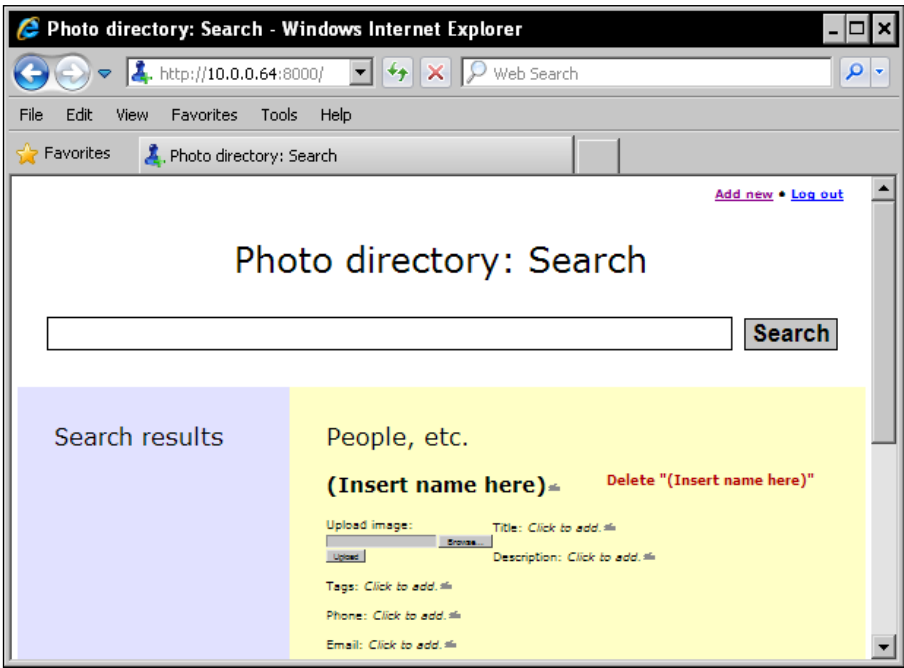 Photo directory: Search - Windows Internet Explorer
http://10.0.0.64:8000/ Web Search
File Edit View Favorites Tools Help
Favorites Photo directory: Search
Add new • Log out
Photo directory: Search
Search
Search results
People, etc.
(Insert name here) Delete "(Insert name here)"
Upload image: Title: Click to add.
Browse...
Upload Description: Click to add.
Tags: Click to add.
Phone: Click to add.
Email: Click to add.